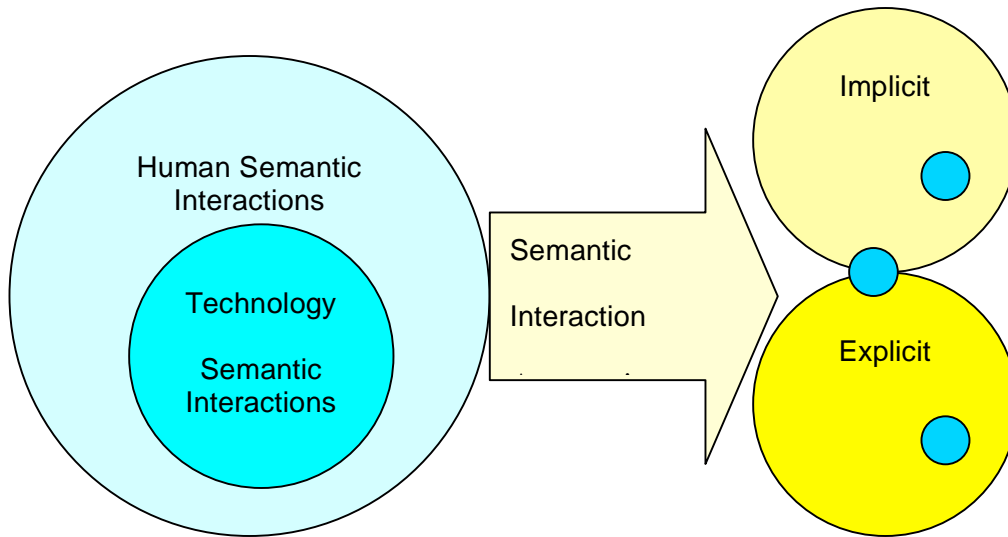 Human Semantic
Interactions
Technology
Semantic
Interactions
Semantic
Interaction
Implicit
Explicit